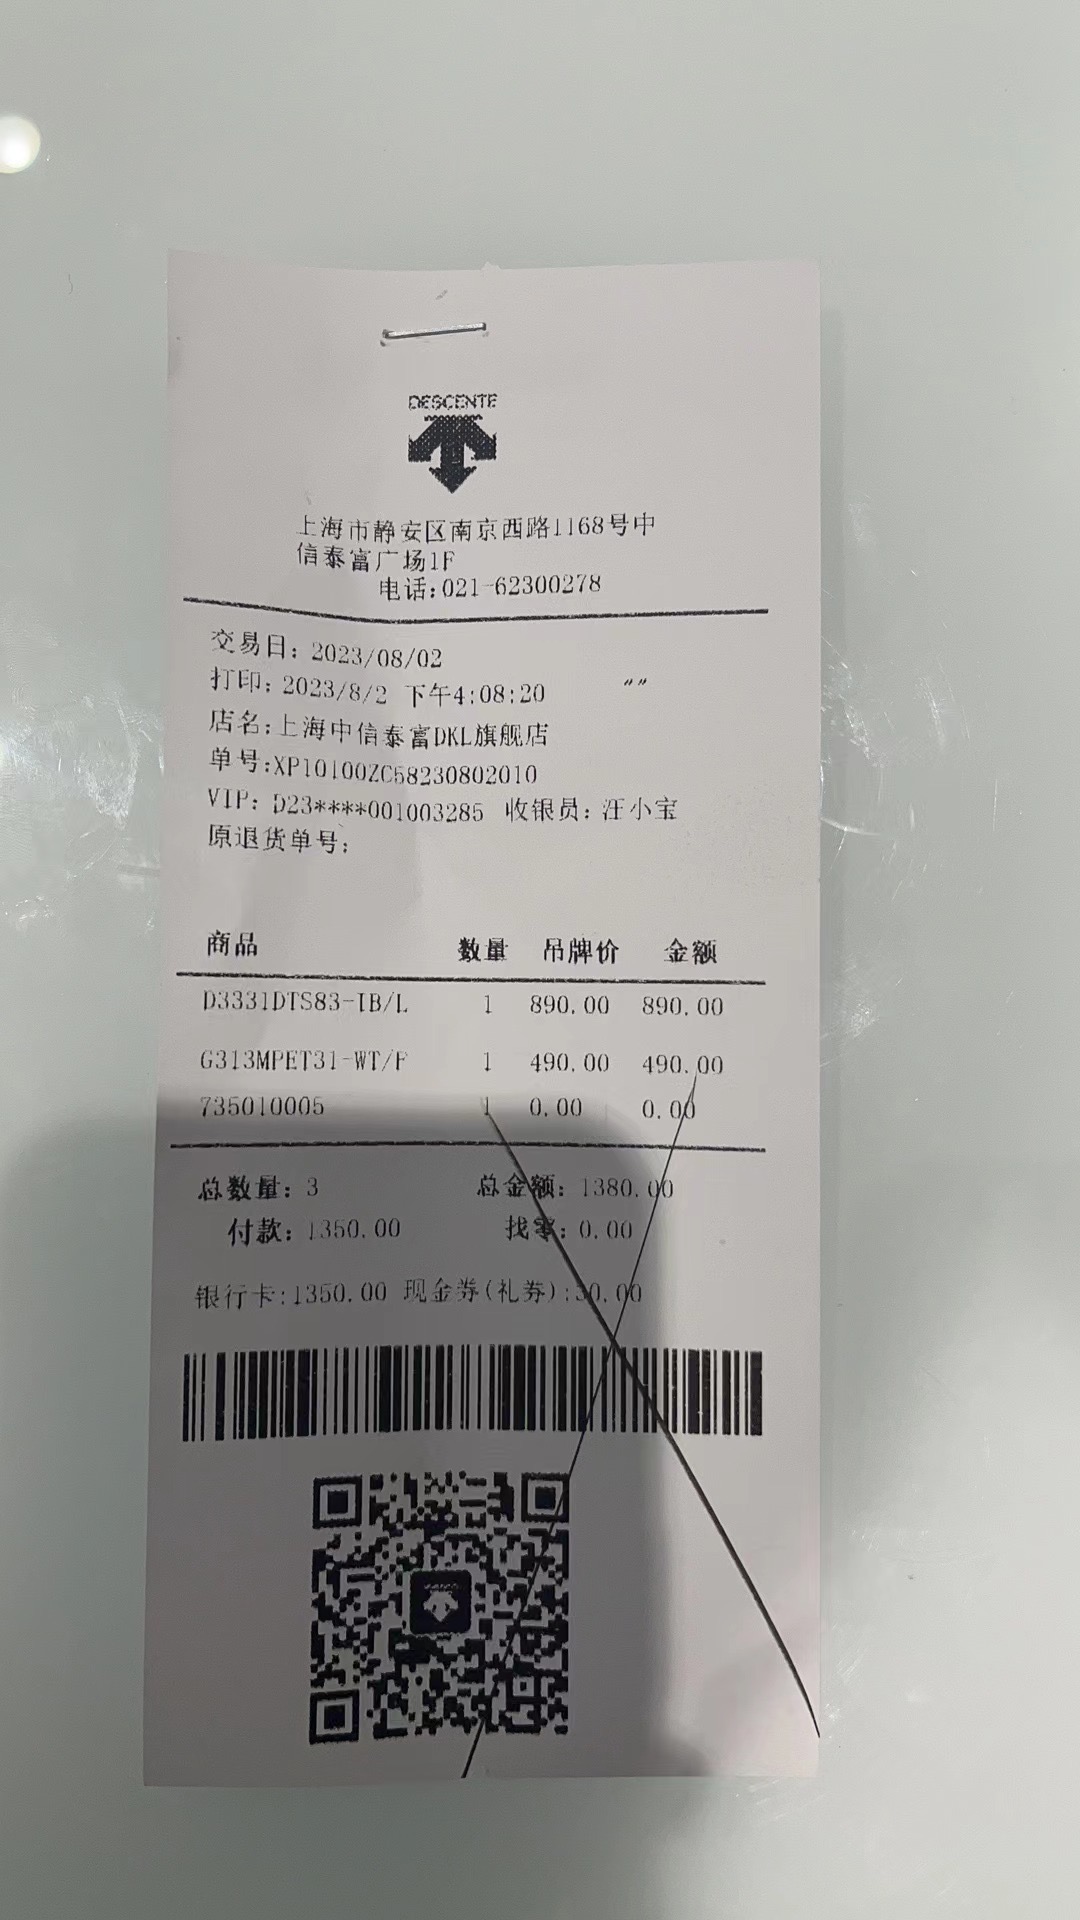 DESCENTE
上海市静安区南京西路1168号中
信泰富广场1F
电话:021-62300278
交易日: 2023/08/02
打印: 2023/8/2 下午4:08:20 ""
店名:上海中信泰富DKL旗舰店
单号:XP10100ZC58230802010
VIP: D23****001003285 收银员: 汪小宝
原退货单号:
商品 数量 吊牌价 金额
D3331DTS83-IB/L 1 890.00 890.00
G313MPET31-WT/F 1 490.00 490.00
735010005 1 0.00 0.00
总数量: 3 总金额: 1380.00
付款: 1350.00 找零: 0.00
银行卡:1350.00 现金券(礼券):30.00